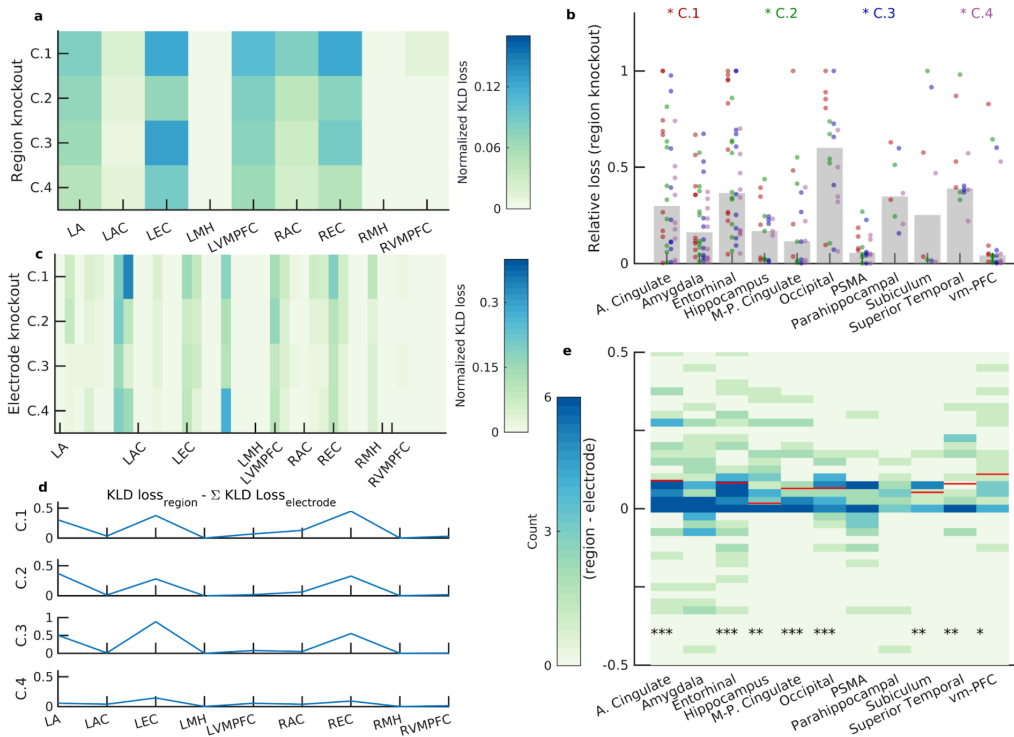 a
C.1
C.2
C.3
C.4
Region knockout
LA
LAC
LEC
LMH
LVMPFC
RAC
REC
RMH
RVMPFC
0.12
0.06
0
Normalized KLD loss
b
* C.1
* C.2
* C.3
* C.4
Relative loss (region knockout)
1
0.5
0
A. Cingulate
Amygdala
Entorhinal
Hippocampus
M-P. Cingulate
Occipital
PSMA
Parahippocampal
Subiculum
Superior Temporal
vm-PFC
c
C.1
C.2
C.3
C.4
Electrode knockout
LA
LAC
LEC
LMH
LVMPFC
RAC
REC
RMH
RVMPFC
0.3
0.15
0
Normalized KLD loss
d
KLD loss region - Σ KLD Loss electrode
C.1
0.5
0
C.2
0.5
0
C.3
1
0.5
0
C.4
0.5
0
LA
LAC
LEC
LMH
LVMPFC
RAC
REC
RMH
RVMPFC
e
6
3
0
Count
(region - electrode)
0.5
0
-0.5
*** *** ** *** *** ** ** *
A. Cingulate
Amygdala
Entorhinal
Hippocampus
M-P. Cingulate
Occipital
PSMA
Parahippocampal
Subiculum
Superior Temporal
vm-PFC